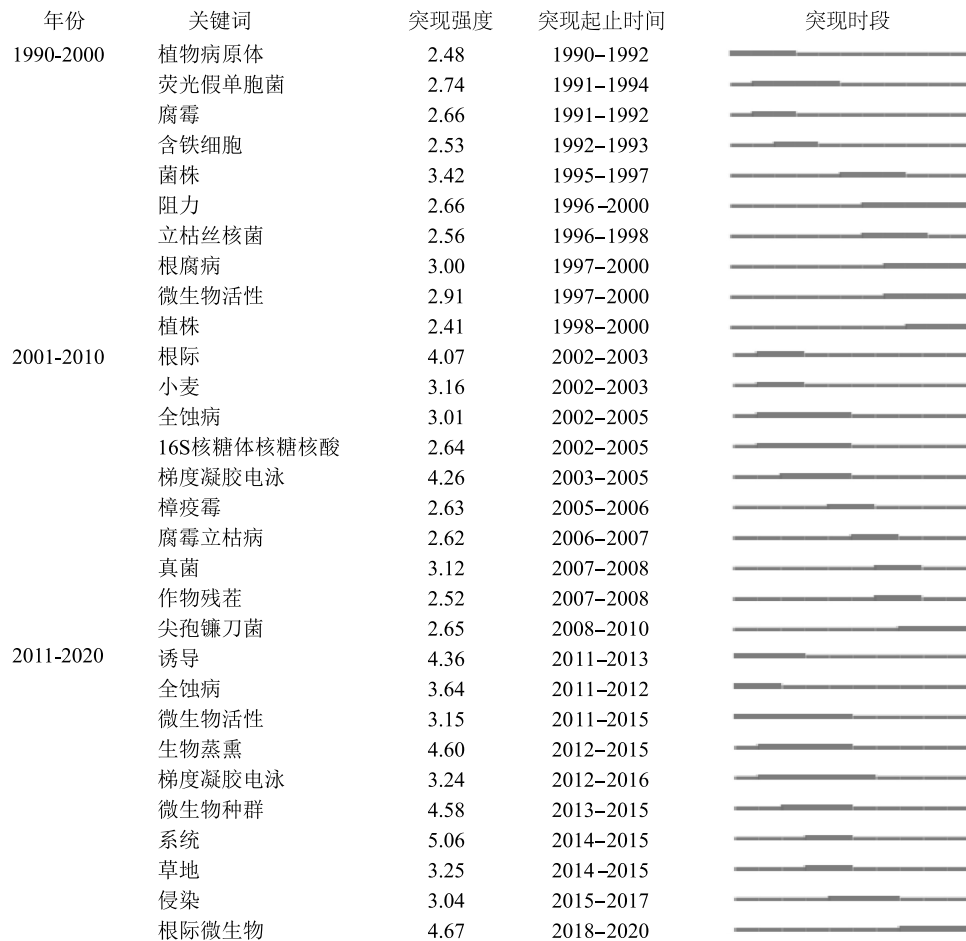 年份 关键词 突现强度 突现起止时间 突现时段
1990-2000 植物病原体 2.48 1990–1992
荧光假单胞菌 2.74 1991–1994
腐霉 2.66 1991–1992
含铁细胞 2.53 1992–1993
菌株 3.42 1995–1997
阻力 2.66 1996–2000
立枯丝核菌 2.56 1996–1998
根腐病 3.00 1997–2000
微生物活性 2.91 1997–2000
植株 2.41 1998–2000
2001-2010 根际 4.07 2002–2003
小麦 3.16 2002–2003
全蚀病 3.01 2002–2005
16S核糖体核糖核酸 2.64 2002–2005
梯度凝胶电泳 4.26 2003–2005
樟疫霉 2.63 2005–2006
腐霉立枯病 2.62 2006–2007
真菌 3.12 2007–2008
作物残茬 2.52 2007–2008
尖孢镰刀菌 2.65 2008–2010
2011-2020 诱导 4.36 2011–2013
全蚀病 3.64 2011–2012
微生物活性 3.15 2011–2015
生物蒸熏 4.60 2012–2015
梯度凝胶电泳 3.24 2012–2016
微生物种群 4.58 2013–2015
系统 5.06 2014–2015
草地 3.25 2014–2015
侵染 3.04 2015–2017
根际微生物 4.67 2018–2020